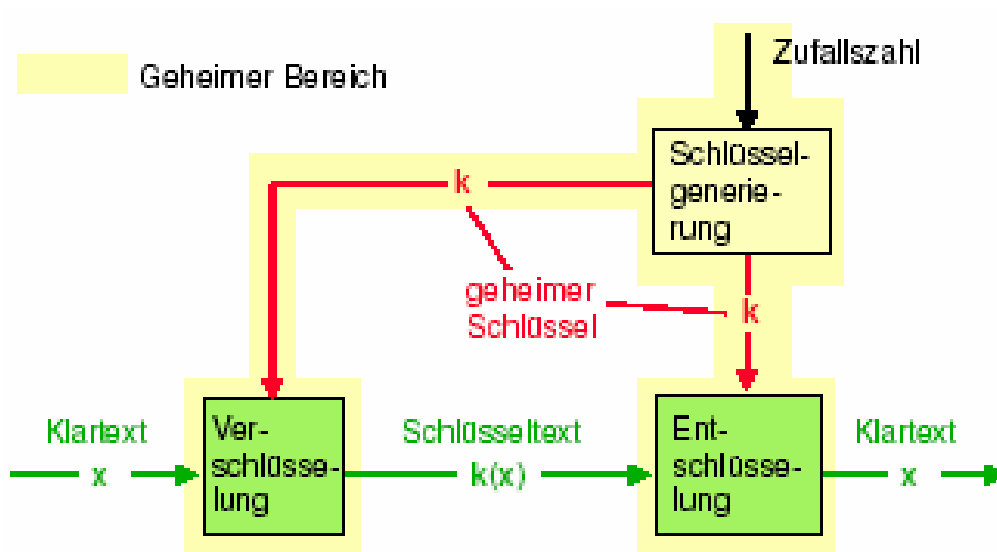 Zufallszahl
Geheimer Bereich
Schlüssel-
generie-
rung
k
geheimer
Schlüssel
k
Klartext
x
Ver-
schlüsse-
lung
Schlüsseltext
k(x)
Ent-
schlüsse-
lung
Klartext
x